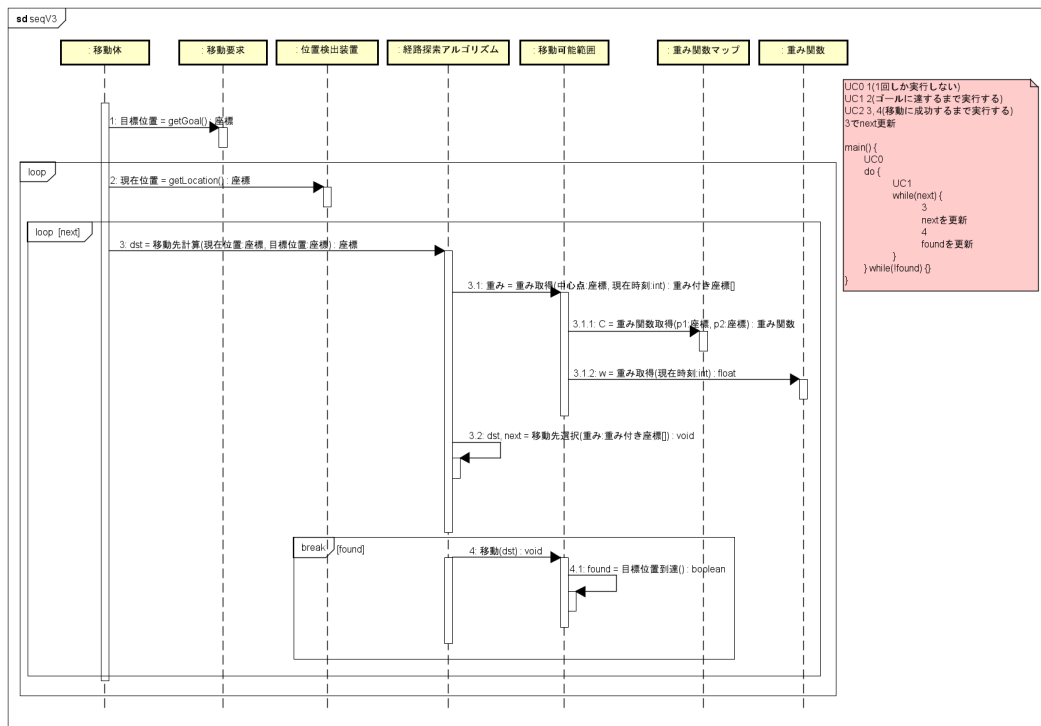 sd seqV3
: 移動体
: 移動要求
: 位置検出装置
: 経路探索アルゴリズム
: 移動可能範囲
: 重み関数マップ
: 重み関数
1: 目標位置 = getGoal() : 座標
loop
2: 現在位置 = getLocation() : 座標
loop [next]
3: dst = 移動先計算(現在位置:座標, 目標位置:座標) : 座標
3.1: 重み = 重み取得(中心点:座標, 現在時刻:int) : 重み付き座標[]
3.1.1: C = 重み関数取得(p1:座標, p2:座標) : 重み関数
3.1.2: w = 重み取得(現在時刻:int) : float
3.2: dst, next = 移動先選択(重み:重み付き座標[]) : void
break [found]
4: 移動(dst) : void
4.1: found = 目標位置到達() : boolean
UC0 1(1回しか実行しない)
UC1 2(ゴールに達するまで実行する)
UC2 3, 4(移動に成功するまで実行する)
3でnext更新
main() {
UC0
do {
UC1
while(next) {
3
nextを更新
4
foundを更新
}
} while(!found) {}
}